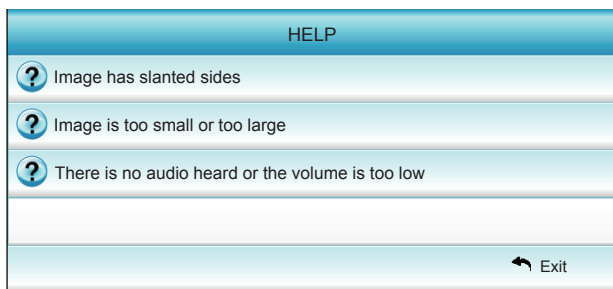 HELP
Image has slanted sides
Image is too small or too large
There is no audio heard or the volume is too low
Exit